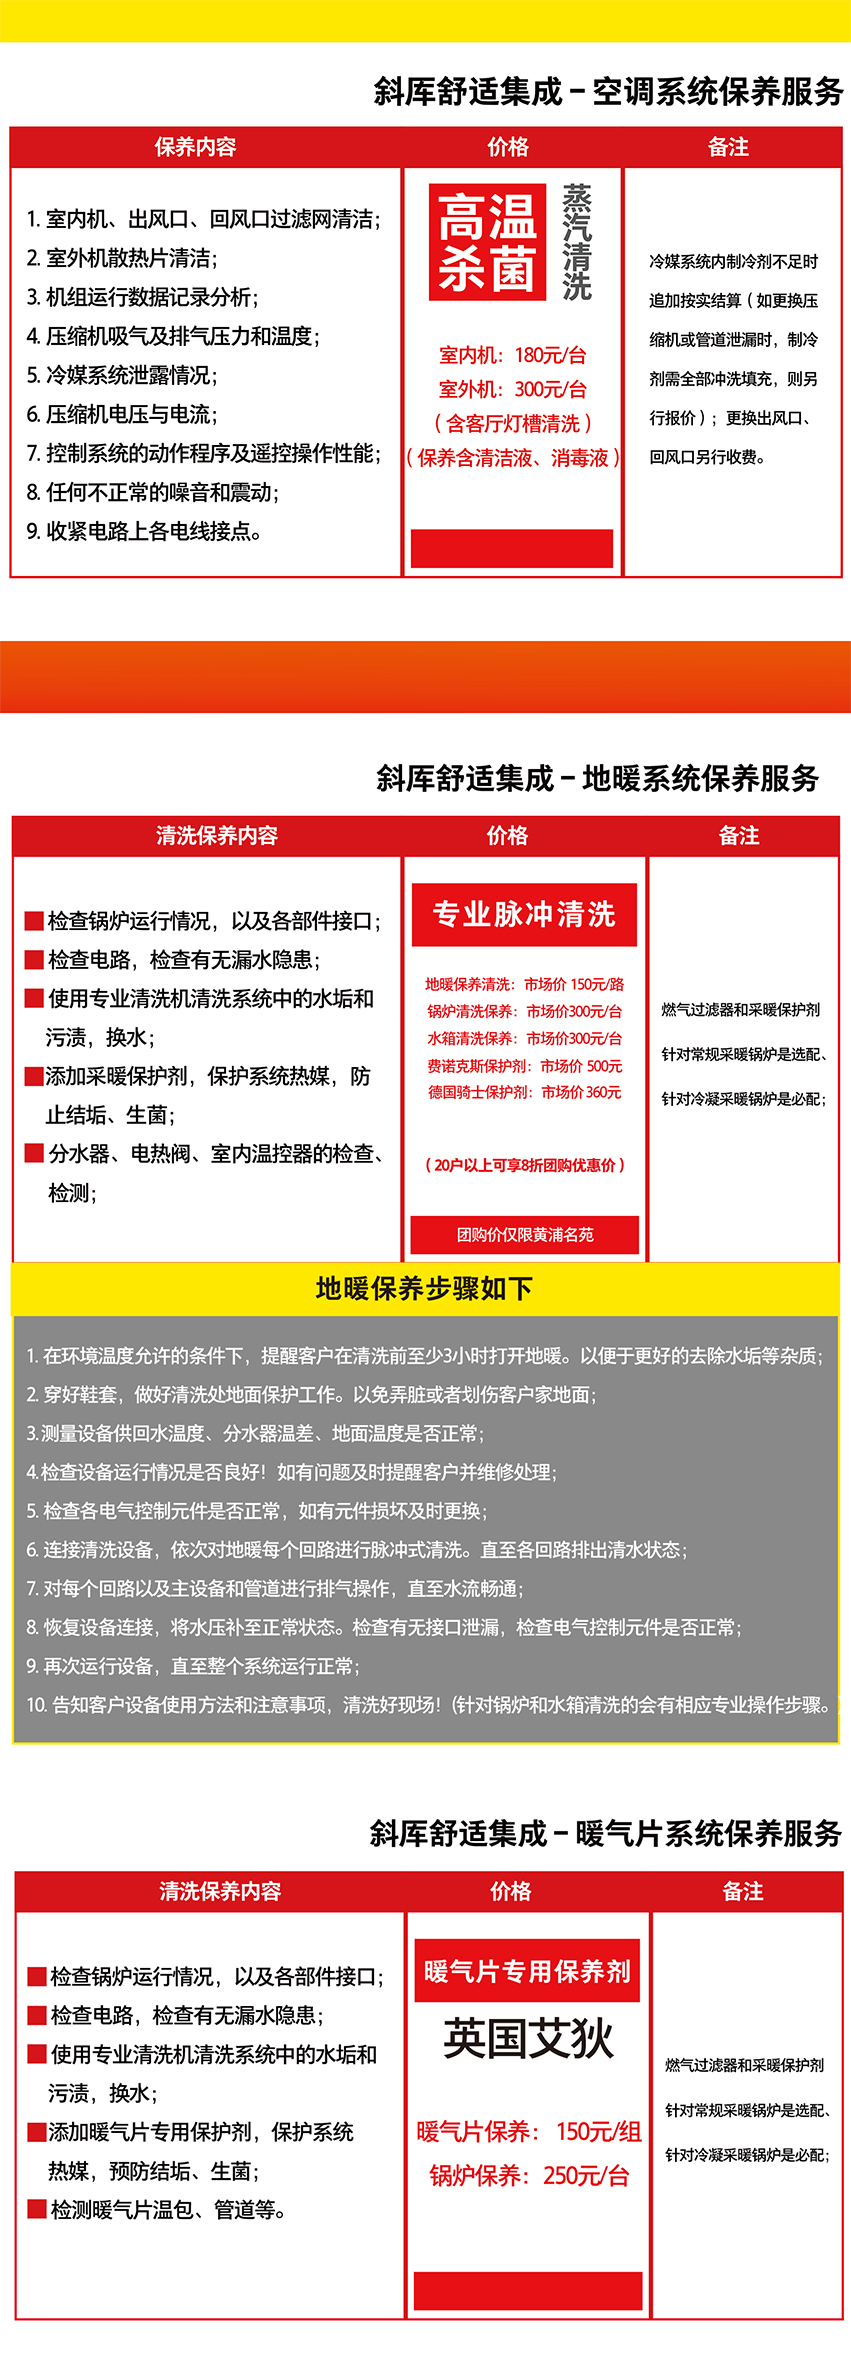 斜厍舒适集成－空调系统保养服务
保养内容
价格
备注
1. 室内机、出风口、回风口过滤网清洁；
2. 室外机散热片清洁；
3. 机组运行数据记录分析；
4. 压缩机吸气及排气压力和温度；
5. 冷媒系统泄露情况；
6. 压缩机电压与电流；
7. 控制系统的动作程序及遥控操作性能；
8. 任何不正常的噪音和震动；
9. 收紧电路上各电线接点。
高温
杀菌
蒸汽清洗
室内机：180元/台
室外机：300元/台
（含客厅灯槽清洗）
（保养含清洁液、消毒液）
冷媒系统内制冷剂不足时
追加按实结算（如更换压
缩机或管道泄漏时，制冷
剂需全部冲洗填充，则另
行报价）；更换出风口、
回风口另行收费。
斜厍舒适集成－地暖系统保养服务
清洗保养内容
价格
备注
检查锅炉运行情况，以及各部件接口；
检查电路，检查有无漏水隐患；
使用专业清洗机清洗系统中的水垢和
污渍，换水；
添加采暖保护剂，保护系统热媒，防
止结垢、生菌；
分水器、电热阀、室内温控器的检查、
检测；
专业脉冲清洗
地暖保养清洗：市场价 150元/路
锅炉清洗保养：市场价300元/台
水箱清洗保养：市场价300元/台
费诺克斯保护剂：市场价 500元
德国骑士保护剂：市场价 360元
（20户以上可享8折团购优惠价）
团购价仅限黄浦名苑
燃气过滤器和采暖保护剂
针对常规采暖锅炉是选配、
针对冷凝采暖锅炉是必配；
地暖保养步骤如下
1. 在环境温度允许的条件下，提醒客户在清洗前至少3小时打开地暖。以便于更好的去除水垢等杂质；
2. 穿好鞋套，做好清洗处地面保护工作。以免弄脏或者划伤客户家地面；
3.测量设备供回水温度、分水器温差、地面温度是否正常；
4.检查设备运行情况是否良好！如有问题及时提醒客户并维修处理；
5. 检查各电气控制元件是否正常，如有元件损坏及时更换；
6. 连接清洗设备，依次对地暖每个回路进行脉冲式清洗。直至各回路排出清水状态；
7. 对每个回路以及主设备和管道进行排气操作，直至水流畅通；
8. 恢复设备连接，将水压补至正常状态。检查有无接口泄漏，检查电气控制元件是否正常；
9. 再次运行设备，直至整个系统运行正常；
10. 告知客户设备使用方法和注意事项，清洗好现场！(针对锅炉和水箱清洗的会有相应专业操作步骤。)
斜厍舒适集成－暖气片系统保养服务
清洗保养内容
价格
备注
检查锅炉运行情况，以及各部件接口；
检查电路，检查有无漏水隐患；
使用专业清洗机清洗系统中的水垢和
污渍，换水；
添加暖气片专用保护剂，保护系统
热媒，预防结垢、生菌；
检测暖气片温包、管道等。
暖气片专用保养剂
英国艾狄
暖气片保养：150元/组
锅炉保养：250元/台
燃气过滤器和采暖保护剂
针对常规采暖锅炉是选配、
针对冷凝采暖锅炉是必配；